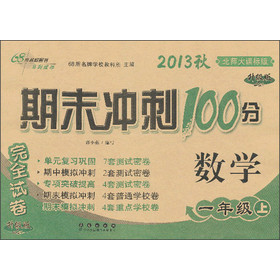 2013秋
北师大课标版
期末冲刺100分
完全试卷
数学
一年级 上
单元复习巩固 7套测试密卷
期中模拟冲刺 2套测试密卷
专项突破提高 4套测试密卷
期末模拟冲刺 4套普通学校卷
期末模拟冲刺 4套重点学校卷